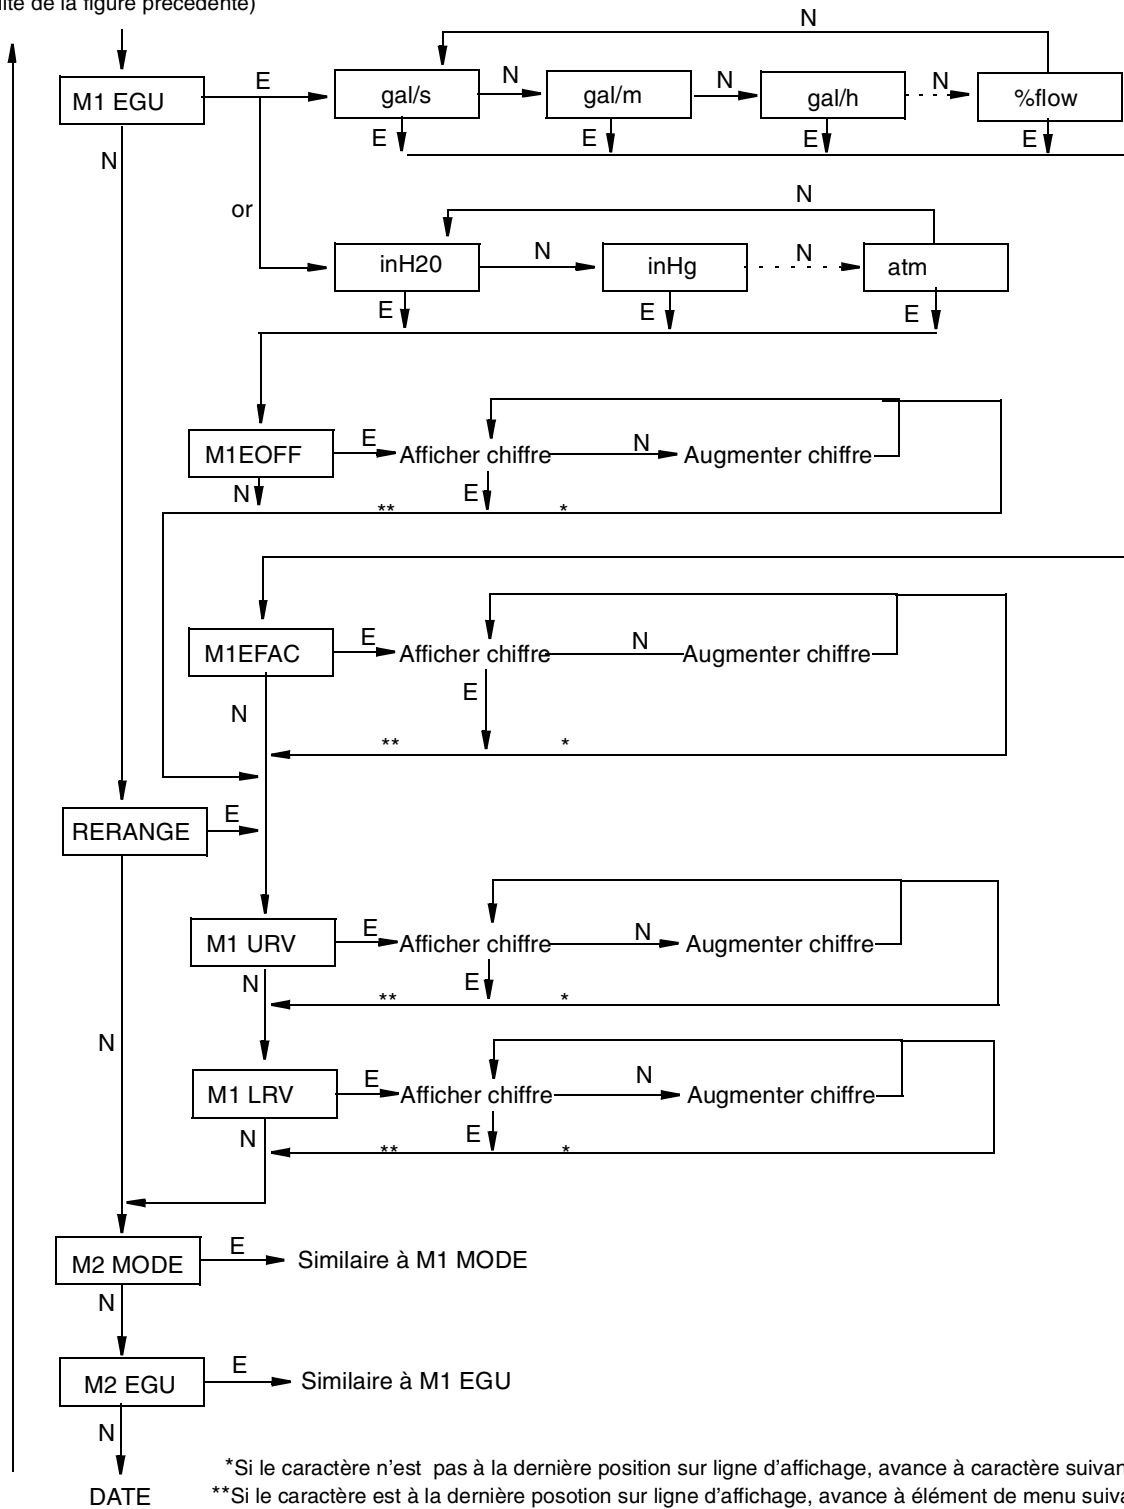 ite de la figure précédente)
N
M1 EGU
E
gal/s
N
gal/m
N
gal/h
N
%flow
E
E
E
E
N
or
N
inH20
N
inHg
N
atm
E
E
E
M1EOFF
E
Afficher chiffre
N
Augmenter chiffre
N
E
**
*
M1EFAC
E
Afficher chiffre
N
Augmenter chiffre
N
E
**
*
RERANGE
E
M1 URV
E
Afficher chiffre
N
Augmenter chiffre
N
E
**
*
N
M1 LRV
E
Afficher chiffre
N
Augmenter chiffre
N
E
**
*
M2 MODE
E
Similaire à M1 MODE
N
M2 EGU
E
Similaire à M1 EGU
N
DATE
*Si le caractère n'est pas à la dernière position sur ligne d'affichage, avance à caractère suivan
**Si le caractère est à la dernière posotion sur ligne d'affichage, avance à élément de menu suiva